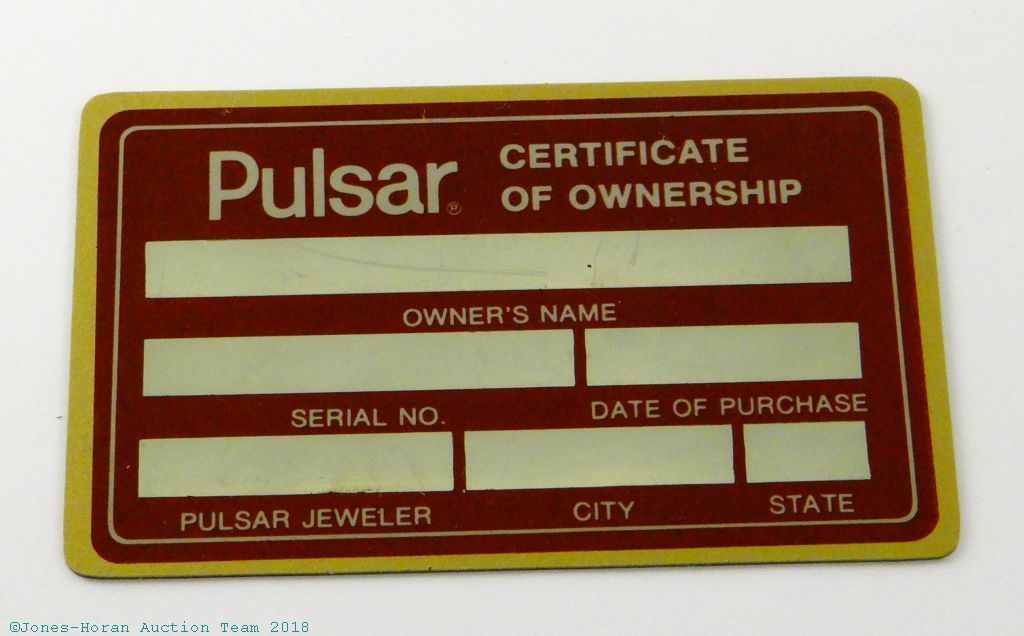 Pulsar® CERTIFICATE
OF OWNERSHIP
OWNER'S NAME
SERIAL NO. DATE OF PURCHASE
PULSAR JEWELER CITY STATE
©Jones-Horan Auction Team 2018